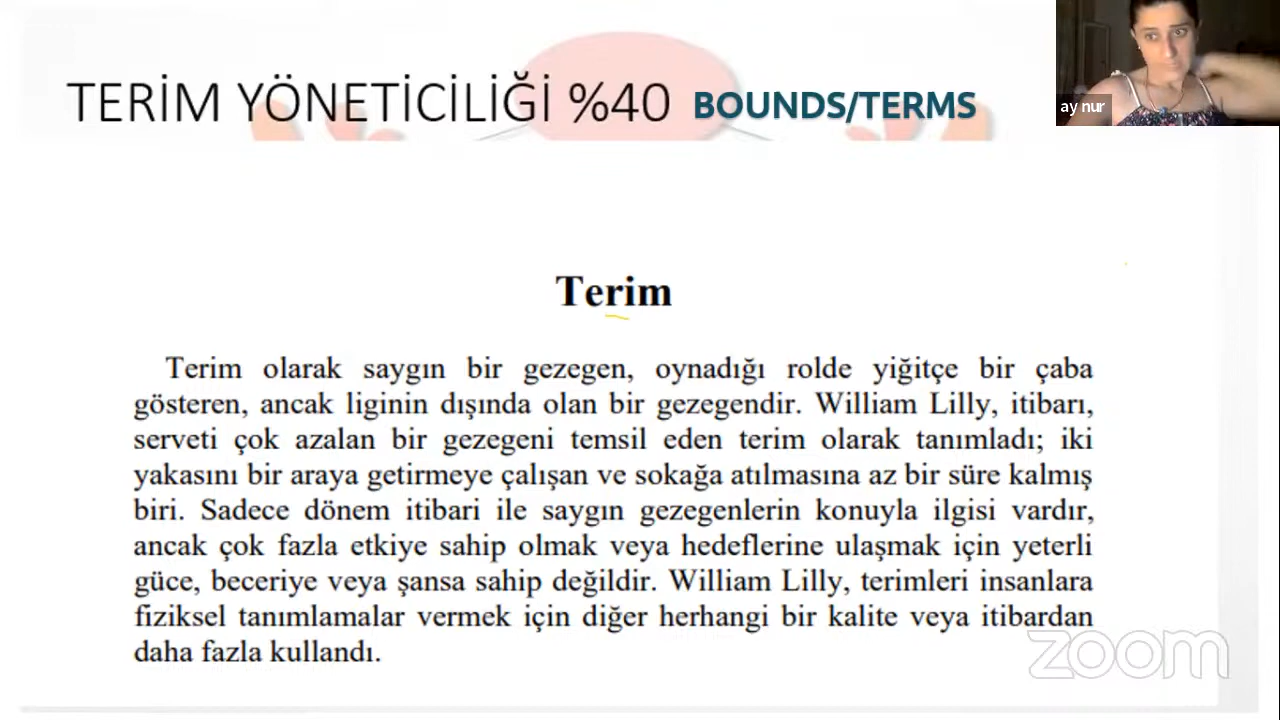 TERİM YÖNETİCİLİĞİ %40 BOUNDS/TERMS
ay nur
Terim
Terim olarak saygın bir gezegen, oynadığı rolde yiğitçe bir çaba
gösteren, ancak liginin dışında olan bir gezegendir. William Lilly, itibarı,
serveti çok azalan bir gezegeni temsil eden terim olarak tanımladı; iki
yakasını bir araya getirmeye çalışan ve sokağa atılmasına az bir süre kalmış
biri. Sadece dönem itibari ile saygın gezegenlerin konuyla ilgisi vardır,
ancak çok fazla etkiye sahip olmak veya hedeflerine ulaşmak için yeterli
güce, beceriye veya şansa sahip değildir. William Lilly, terimleri insanlara
fiziksel tanımlamalar vermek için diğer herhangi bir kalite veya itibardan
daha fazla kullandı.
zoom